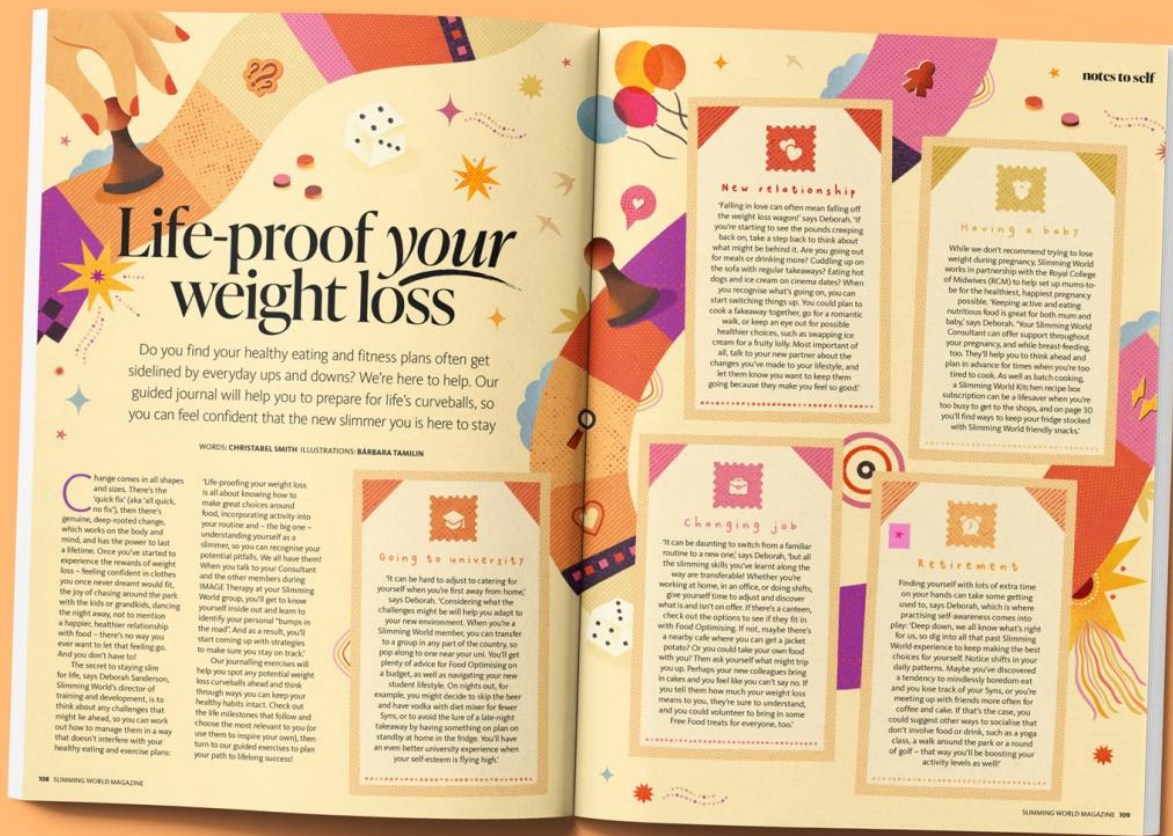 Life-proof your
weight loss
Do you find your healthy eating and fitness plans often get
sidelined by everyday ups and downs? We're here to help. Our
guided journal will help you to prepare for life's curveballs, so
you can feel confident that the new slimmer you is here to stay
WORDS: CHRISTABEL SMITH ILLUSTRATIONS: BÁRBARA TAMILIN
Change comes in all shapes
and sizes. There's the
'quick fix' (aka 'all quick,
no fix'), then there's
genuine, deep-rooted change,
which works on the body and
mind, and has the power to last
a lifetime. Once you've started to
experience the rewards of weight
loss – feeling confident in clothes
you once never dreamt would fit,
the joy of chasing around the park
with the kids or grandkids, dancing
the night away, not to mention
a happier, healthier relationship
with food – there's no way you
ever want to let that feeling go.
And you don't have to!
The secret to staying slim
for life, says Deborah Sanderson,
Slimming World's director of
training and development, is to
think about any challenges that
might lie ahead, so you can work
out how to manage them in a way
that doesn't interfere with your
healthy eating and exercise plans:
'Life-proofing your weight loss
is all about knowing how to
make great choices around
food, incorporating activity into
your routine and – the big one –
understanding yourself as a
slimmer, so you can recognise your
potential pitfalls. We all have them!
When you talk to your Consultant
and the other members during
IMAGE Therapy at your Slimming
World group, you'll get to know
yourself inside out and learn to
identify your personal "bumps in
the road". And as a result, you'll
start coming up with strategies
to make sure you stay on track.'
Our journalling exercises will
help you spot any potential weight
loss curveballs ahead and think
through ways you can keep your
healthy habits intact. Check out
the life milestones that follow and
choose the most relevant to you (or
use them to inspire your own), then
turn to our guided exercises to plan
your path to lifelong success!
Going to university
'It can be hard to adjust to catering for
yourself when you're first away from home,'
says Deborah. 'Considering what the
challenges might be will help you adapt to
your new environment. When you're a
Slimming World member, you can transfer
to a group in any part of the country, so
pop along to one near your uni. You'll get
plenty of advice for Food Optimising on
a budget, as well as navigating your new
student lifestyle. On nights out, for
example, you might decide to skip the beer
and have vodka with diet mixer for fewer
Syns, or to avoid the lure of a late-night
takeaway by having something on plan on
standby at home in the fridge. You'll have
an even better university experience when
your self-esteem is flying high.'
108 SLIMMING WORLD MAGAZINE
notes to self
New relationship
'Falling in love can often mean falling off
the weight loss wagon!' says Deborah. 'If
you're starting to see the pounds creeping
back on, take a step back to think about
what might be behind it. Are you going out
for meals or drinking more? Cuddling up on
the sofa with regular takeaways? Eating hot
dogs and ice cream on cinema dates? When
you recognise what's going on, you can
start switching things up. You could plan to
cook a fakeaway together, go for a romantic
walk, or keep an eye out for possible
healthier choices, such as swapping ice
cream for a fruity lolly. Most important of
all, talk to your new partner about the
changes you've made to your lifestyle, and
let them know you want to keep them
going because they make you feel so good.'
Having a baby
While we don't recommend trying to lose
weight during pregnancy, Slimming World
works in partnership with the Royal College
of Midwives (RCM) to help set up mums-to-
be for the healthiest, happiest pregnancy
possible. 'Keeping active and eating
nutritious food is great for both mum and
baby,' says Deborah. 'Your Slimming World
Consultant can offer support throughout
your pregnancy, and while breast-feeding,
too. They'll help you to think ahead and
plan in advance for times when you're too
tired to cook. As well as batch cooking,
a Slimming World Kitchen recipe box
subscription can be a lifesaver when you're
too busy to get to the shops, and on page 30
you'll find ways to keep your fridge stocked
with Slimming World friendly snacks.'
Changing job
'It can be daunting to switch from a familiar
routine to a new one,' says Deborah, 'but all
the slimming skills you've learnt along the
way are transferable! Whether you're
working at home, in an office, or doing shifts,
give yourself time to adjust and discover
what is and isn't on offer. If there's a canteen,
check out the options to see if they fit in
with Food Optimising. If not, maybe there's
a nearby cafe where you can get a jacket
potato? Or you could take your own food
with you? Then ask yourself what might trip
you up. Perhaps your new colleagues bring
in cakes and you feel like you can't say no. If
you tell them how much your weight loss
means to you, they're sure to understand,
and you could volunteer to bring in some
Free Food treats for everyone, too.'
Retirement
Finding yourself with lots of extra time
on your hands can take some getting
used to, says Deborah, which is where
practising self-awareness comes into
play: 'Deep down, we all know what's right
for us, so dig into all that past Slimming
World experience to keep making the best
choices for yourself. Notice shifts in your
daily patterns. Maybe you've discovered
a tendency to mindlessly boredom eat
and you lose track of your Syns, or you're
meeting up with friends more often for
coffee and cake. If that's the case, you
could suggest other ways to socialise that
don't involve food or drink, such as a yoga
class, a walk around the park or a round
of golf – that way you'll be boosting your
activity levels as well!'
SLIMMING WORLD MAGAZINE 109